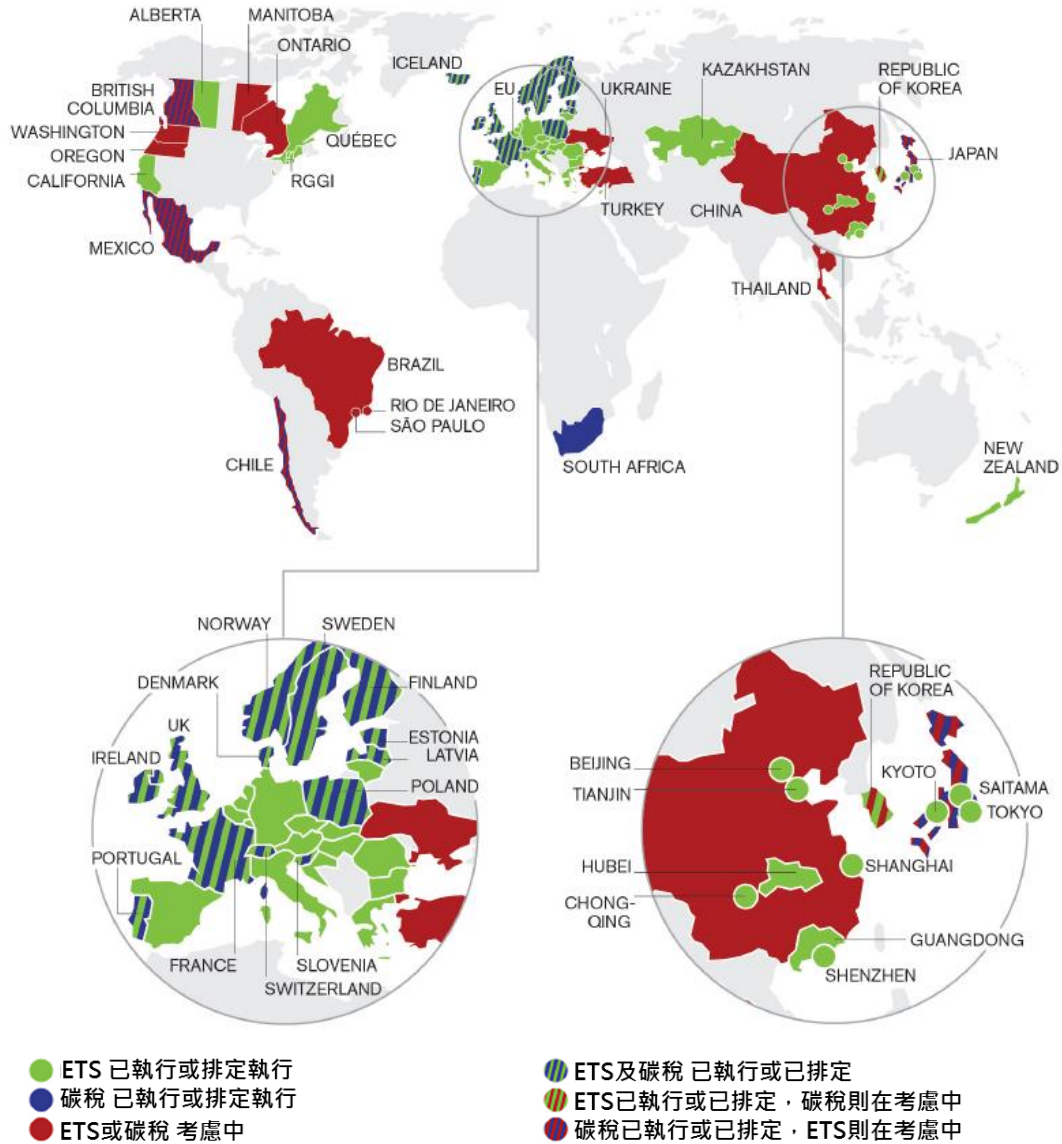 ALBERTA
MANITOBA
ONTARIO
BRITISH
COLUMBIA
WASHINGTON
OREGON
CALIFORNIA
QUÉBEC
RGGI
MEXICO
ICELAND
EU
UKRAINE
KAZAKHSTAN
REPUBLIC
OF KOREA
JAPAN
TURKEY
CHINA
THAILAND
BRAZIL
RIO DE JANEIRO
SÃO PAULO
CHILE
SOUTH AFRICA
NEW
ZEALAND
NORWAY
SWEDEN
DENMARK
FINLAND
UK
ESTONIA
LATVIA
IRELAND
POLAND
PORTUGAL
FRANCE
SLOVENIA
SWITZERLAND
REPUBLIC
OF KOREA
BEIJING
TIANJIN
KYOTO
SAITAMA
TOKYO
HUBEI
SHANGHAI
CHONG-
QING
GUANGDONG
SHENZHEN
ETS 已執行或排定執行
碳稅 已執行或排定執行
ETS或碳稅 考慮中
ETS及碳稅 已執行或已排定
ETS已執行或已排定，碳稅則在考慮中
碳稅已執行或已排定，ETS則在考慮中